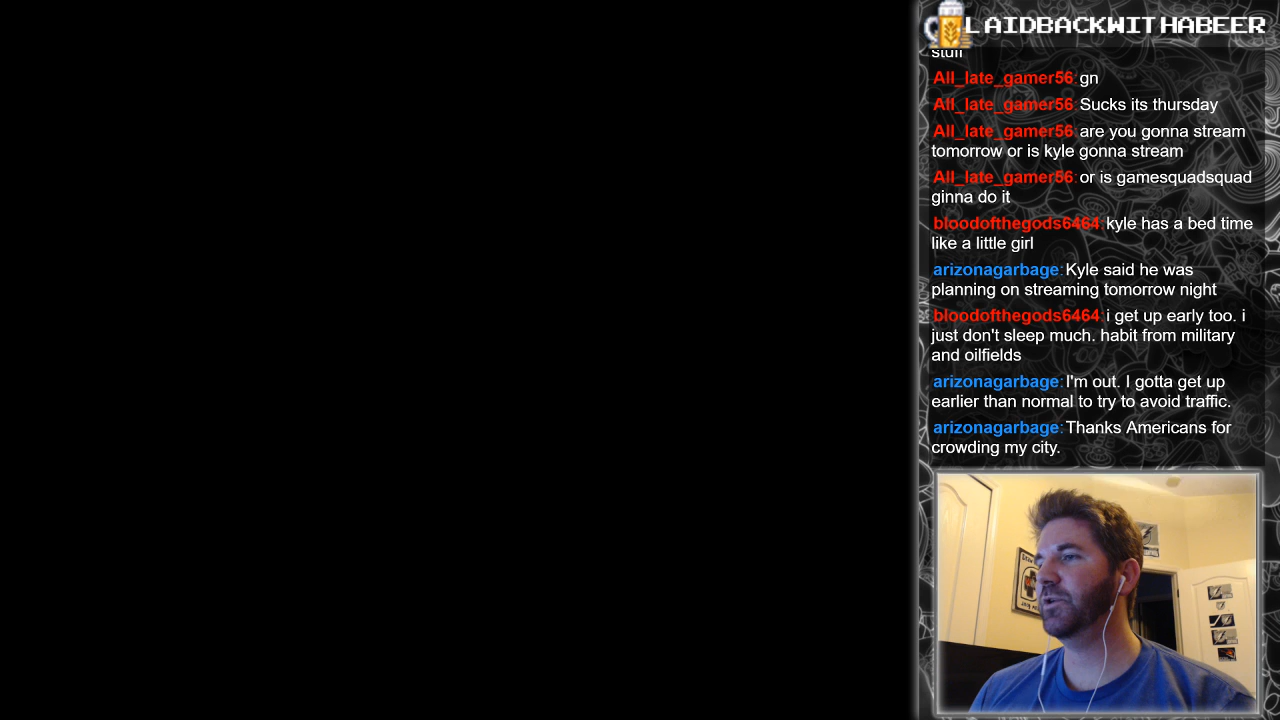 LAIDBACKWITHABEER
stuff
All_late_gamer56: gn
All_late_gamer56: Sucks its thursday
All_late_gamer56: are you gonna stream
tomorrow or is kyle gonna stream
All_late_gamer56: or is gamesquadsquad
ginna do it
bloodofthegods6464: kyle has a bed time
like a little girl
arizonagarbage: Kyle said he was
planning on streaming tomorrow night
bloodofthegods6464: i get up early too. i
just don't sleep much. habit from military
and oilfields
arizonagarbage: I'm out. I gotta get up
earlier than normal to try to avoid traffic.
arizonagarbage: Thanks Americans for
crowding my city.